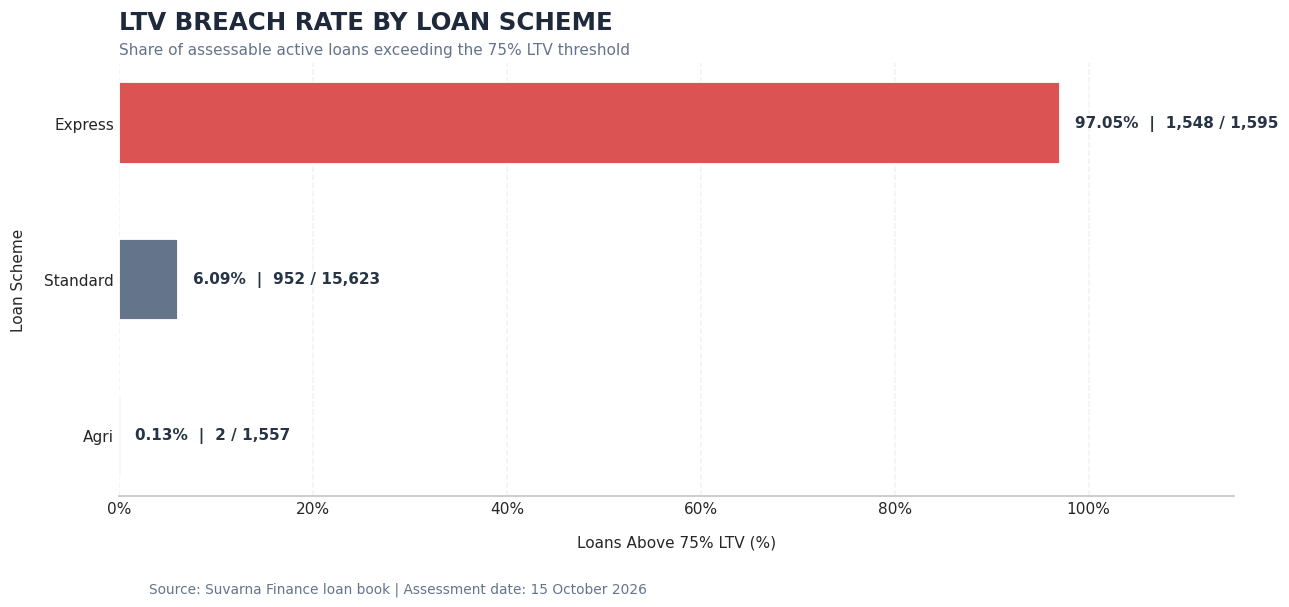 LTV BREACH RATE BY LOAN SCHEME
Share of assessable active loans exceeding the 75% LTV threshold
Loan Scheme
Express
97.05% | 1,548 / 1,595
Standard
6.09% | 952 / 15,623
Agri
0.13% | 2 / 1,557
0% 20% 40% 60% 80% 100%
Loans Above 75% LTV (%)
Source: Suvarna Finance loan book | Assessment date: 15 October 2026